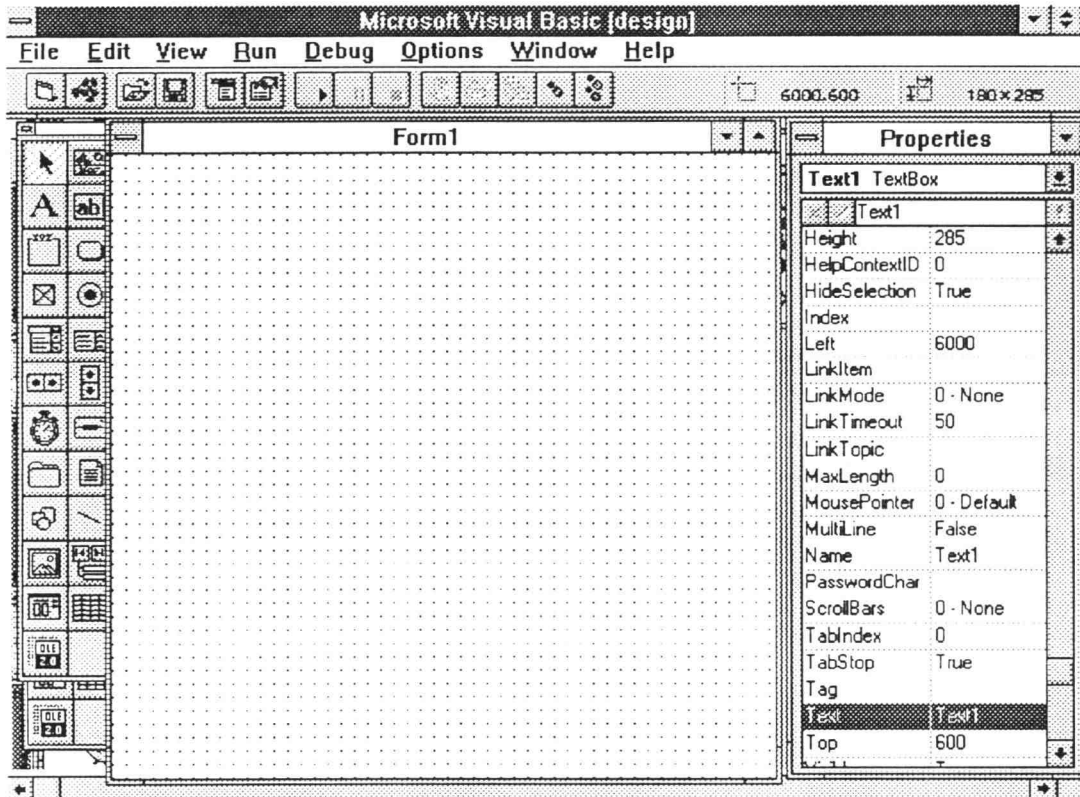 Microsoft Visual Basic [design]
File Edit View Run Debug Options Window Help
6000,600 180 × 285
Form1
Properties
Text1 TextBox
Text1
Height 285
HelpContextID 0
HideSelection True
Index
Left 6000
LinkItem
LinkMode 0 - None
LinkTimeout 50
LinkTopic
MaxLength 0
MousePointer 0 - Default
MultiLine False
Name Text1
PasswordChar
ScrollBars 0 - None
TabIndex 0
TabStop True
Tag
Text Text1
Top 600
A
ab
xyz
OLE
2.0
OLE
2.0